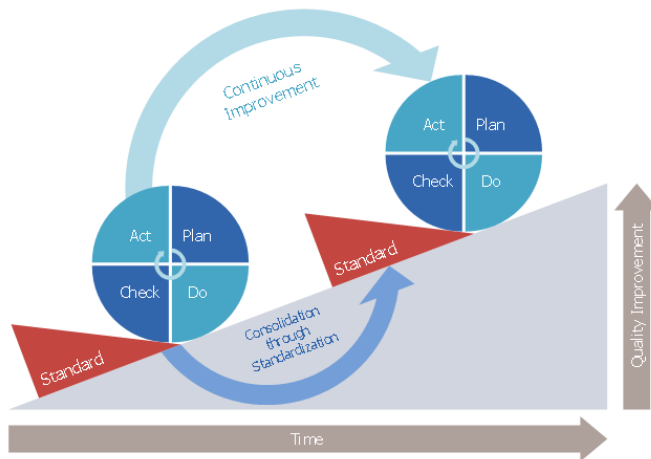 Continuous
Improvement
Act
Plan
Check
Do
Standard
Act
Plan
Check
Do
Standard
Consolidation
through
Standardization
Quality Improvement
Time